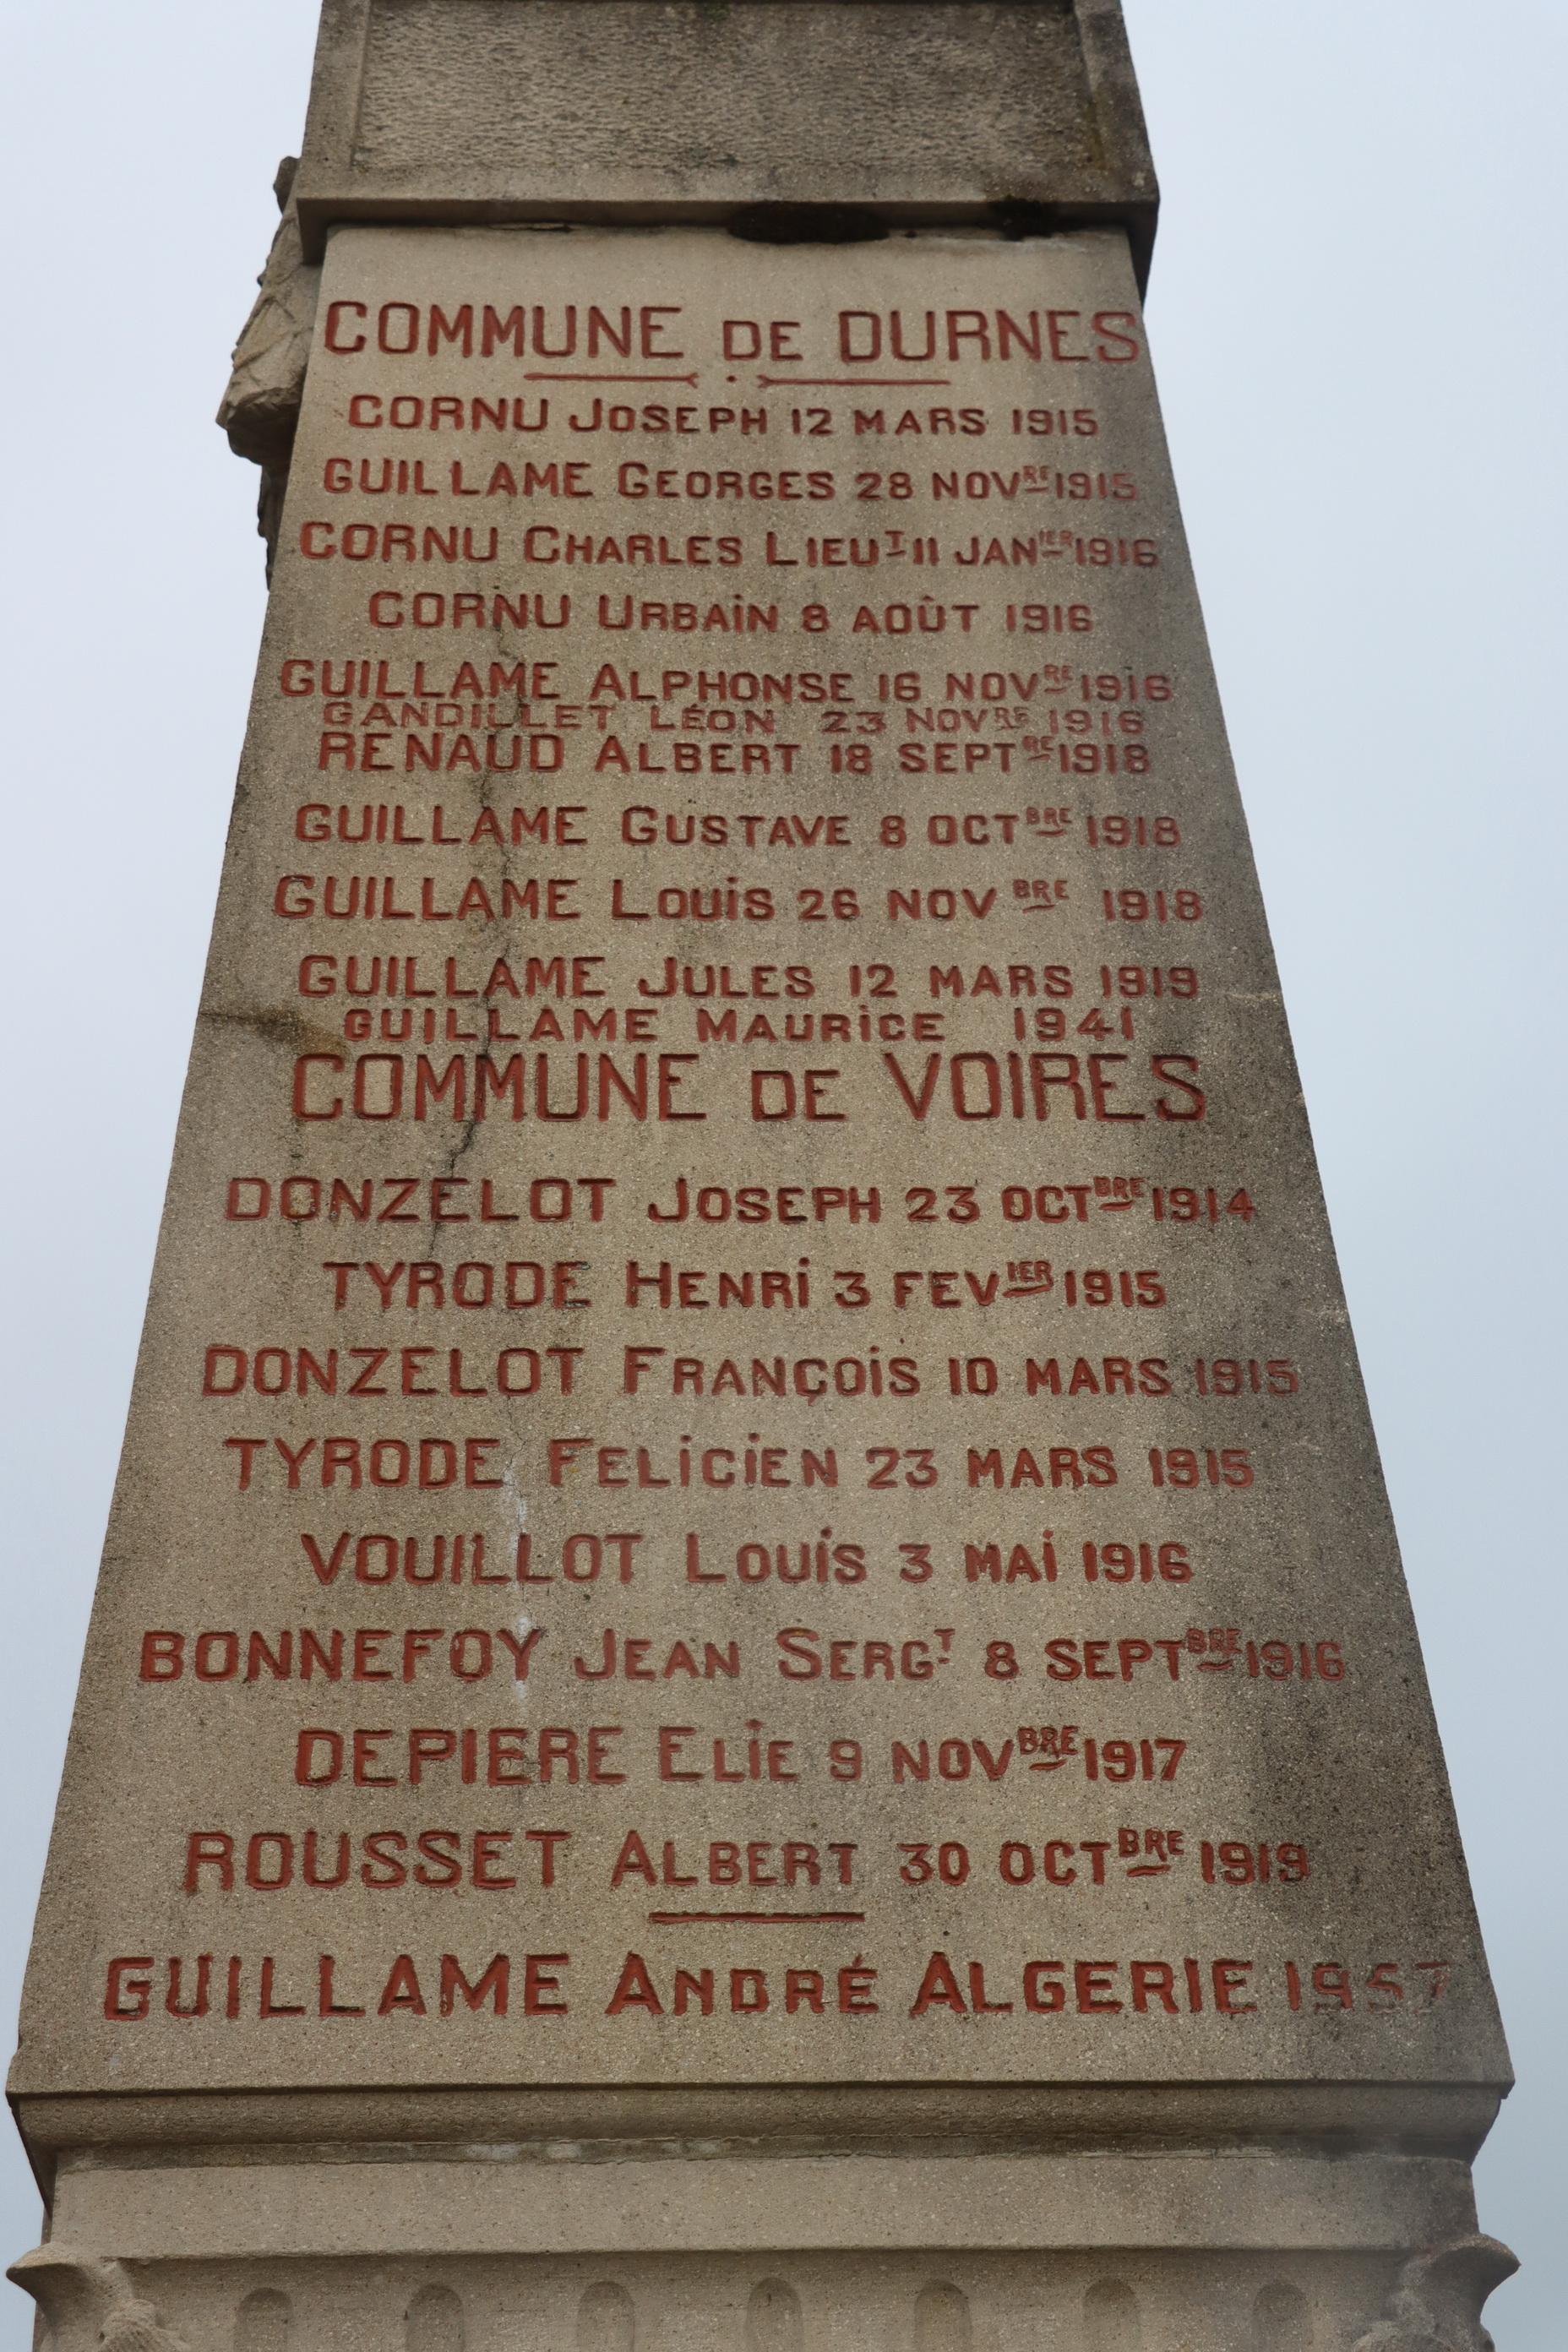 COMMUNE DE DURNES
CORNU JOSEPH 12 MARS 1915
GUILLAME GEORGES 28 NOVRE 1915
CORNU CHARLES LIEUT 11 JANIER 1916
CORNU URBAIN 8 AOÛT 1916
GUILLAME ALPHONSE 16 NOVRE 1916
GANDILLET LÉON 23 NOVRE 1916
RENAUD ALBERT 18 SEPTRE 1918
GUILLAME GUSTAVE 8 OCTBRE 1918
GUILLAME LOUIS 26 NOVBRE 1918
GUILLAME JULES 12 MARS 1919
GUILLAME MAURICE 1941
COMMUNE DE VOIRES
DONZELOT JOSEPH 23 OCTBRE 1914
TYRODE HENRI 3 FEVIER 1915
DONZELOT FRANÇOIS 10 MARS 1915
TYRODE FELICIEN 23 MARS 1915
VOUILLOT LOUIS 3 MAI 1916
BONNEFOY JEAN SERGT 8 SEPTBRE 1916
DEPIERE ELIE 9 NOVBRE 1917
ROUSSET ALBERT 30 OCTBRE 1919
GUILLAME ANDRÉ ALGERIE 1957